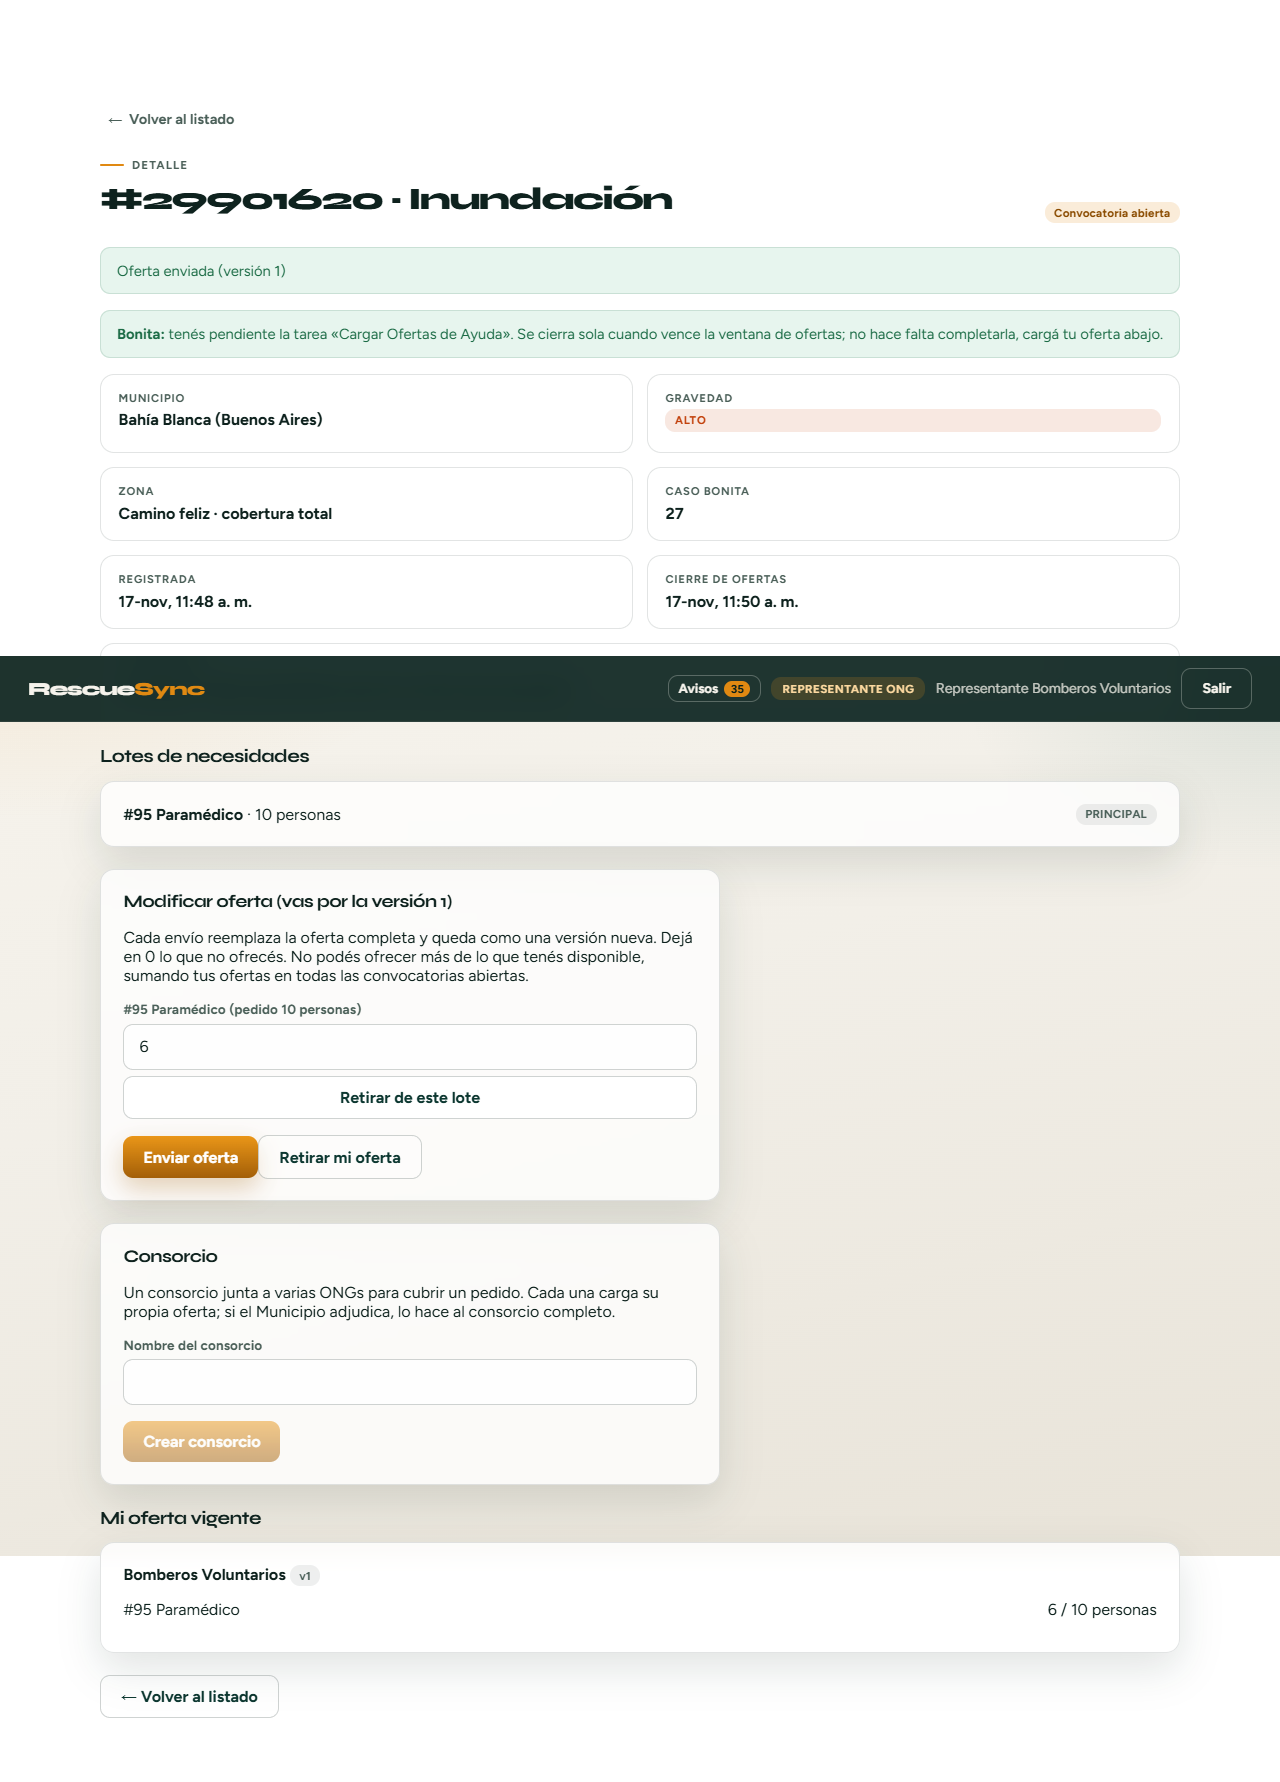 ← Volver al listado
DETALLE
#29901620 · Inundación
Convocatoria abierta
Oferta enviada (versión 1)
Bonita: tenés pendiente la tarea «Cargar Ofertas de Ayuda». Se cierra sola cuando vence la ventana de ofertas; no hace falta completarla, cargá tu oferta abajo.
MUNICIPIO
Bahía Blanca (Buenos Aires)
GRAVEDAD
ALTO
ZONA
Camino feliz · cobertura total
CASO BONITA
27
REGISTRADA
17-nov, 11:48 a. m.
CIERRE DE OFERTAS
17-nov, 11:50 a. m.
RescueSync
Avisos 35
REPRESENTANTE ONG
Representante Bomberos Voluntarios
Salir
Lotes de necesidades
#95 Paramédico · 10 personas
PRINCIPAL
Modificar oferta (vas por la versión 1)
Cada envío reemplaza la oferta completa y queda como una versión nueva. Dejá
en 0 lo que no ofrecés. No podés ofrecer más de lo que tenés disponible,
sumando tus ofertas en todas las convocatorias abiertas.
#95 Paramédico (pedido 10 personas)
6
Retirar de este lote
Enviar oferta
Retirar mi oferta
Consorcio
Un consorcio junta a varias ONGs para cubrir un pedido. Cada una carga su
propia oferta; si el Municipio adjudica, lo hace al consorcio completo.
Nombre del consorcio
Crear consorcio
Mi oferta vigente
Bomberos Voluntarios v1
#95 Paramédico
6 / 10 personas
← Volver al listado